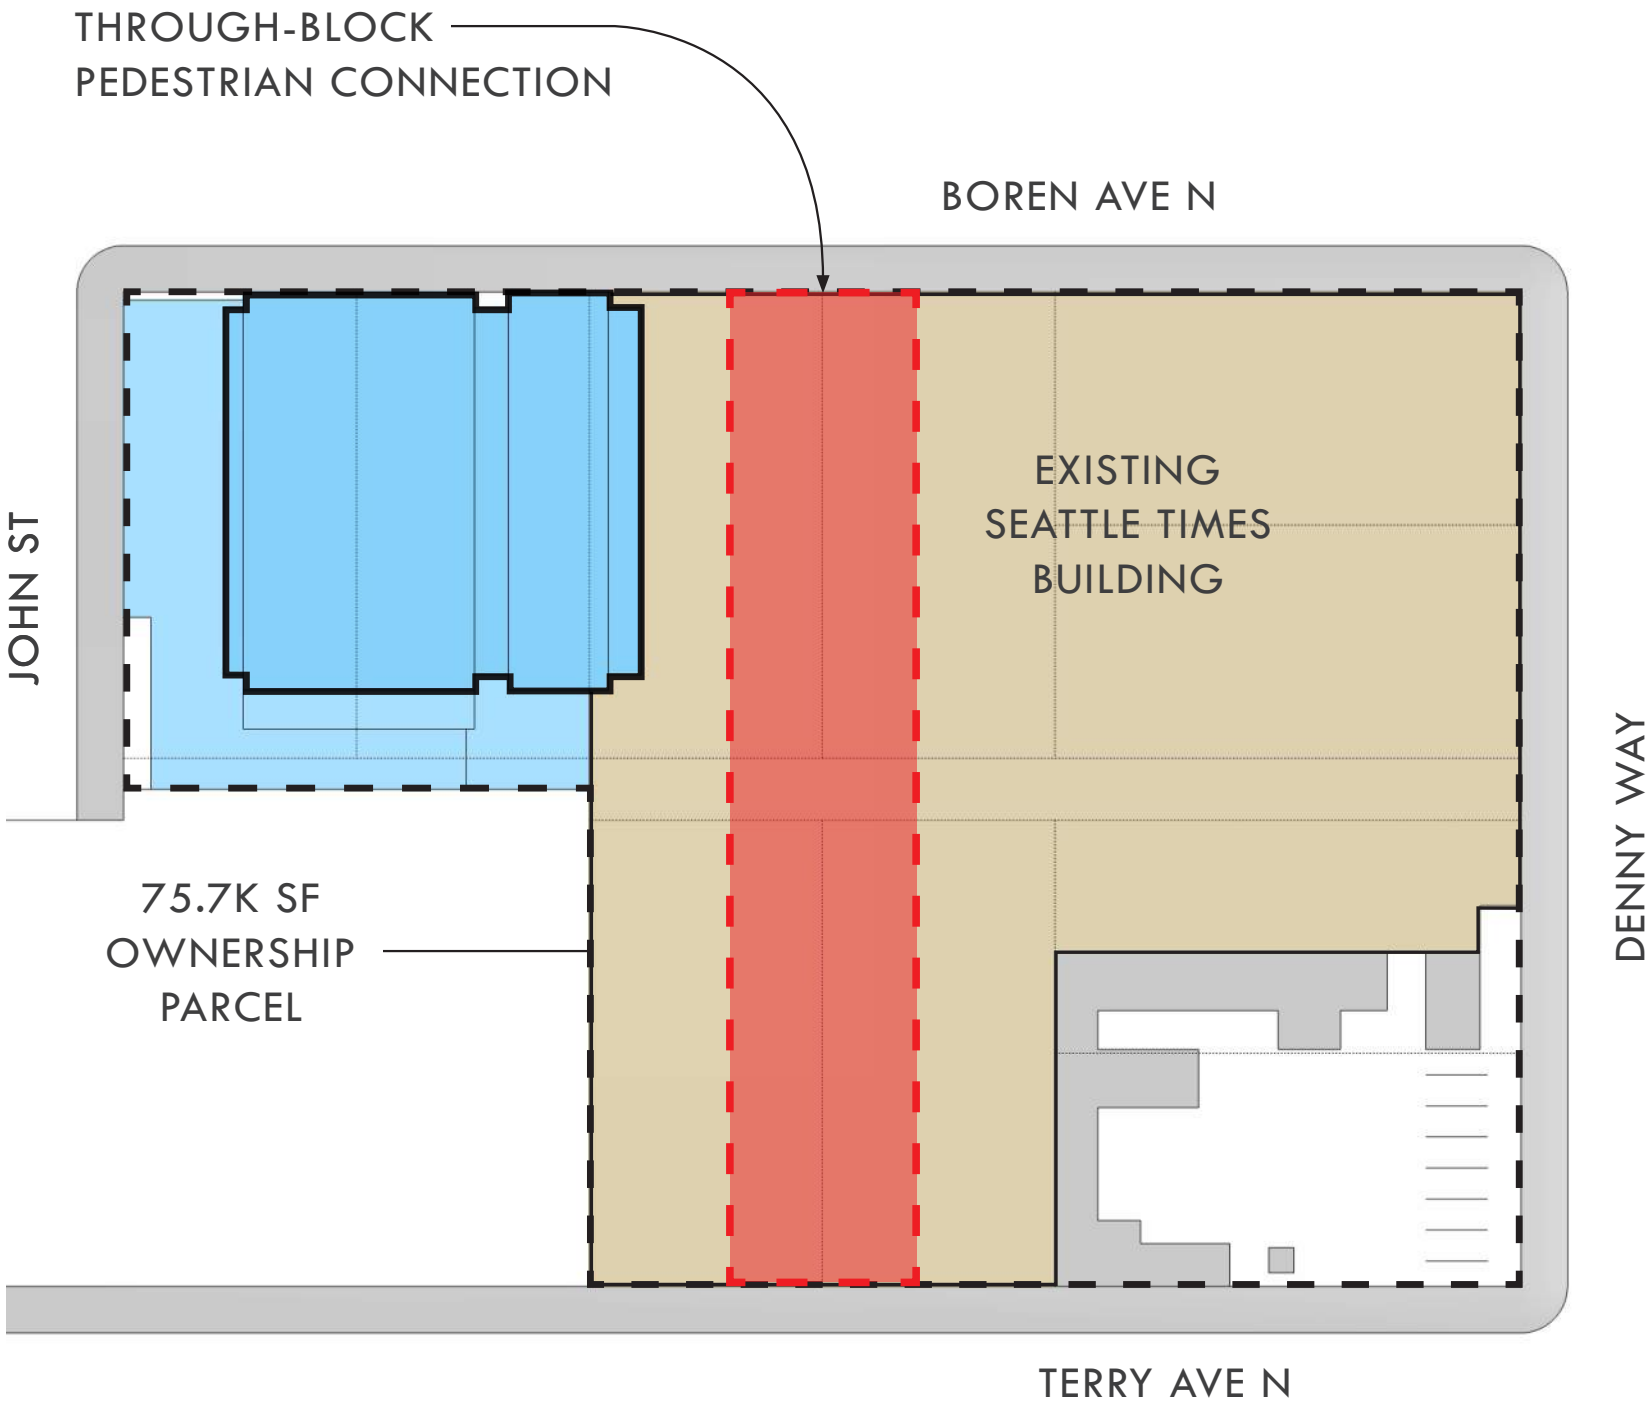 THROUGH-BLOCK
PEDESTRIAN CONNECTION
BOREN AVE N
EXISTING
SEATTLE TIMES
BUILDING
JOHN ST
DENNY WAY
75.7K SF
OWNERSHIP
PARCEL
TERRY AVE N